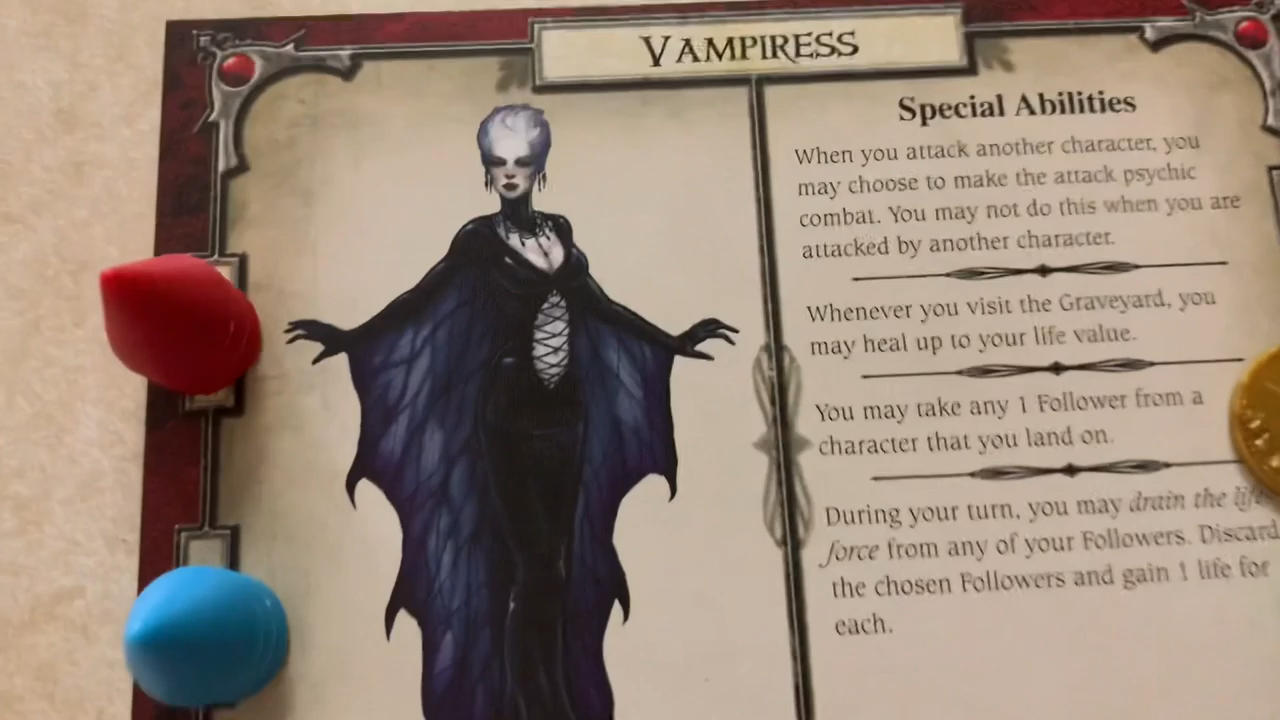 VAMPIRESS
Special Abilities
When you attack another character, you
may choose to make the attack psychic
combat. You may not do this when you are
attacked by another character.
Whenever you visit the Graveyard, you
may heal up to your life value.
You may take any 1 Follower from a
character that you land on.
During your turn, you may drain the life
force from any of your Followers. Discard
the chosen Followers and gain 1 life for
each.